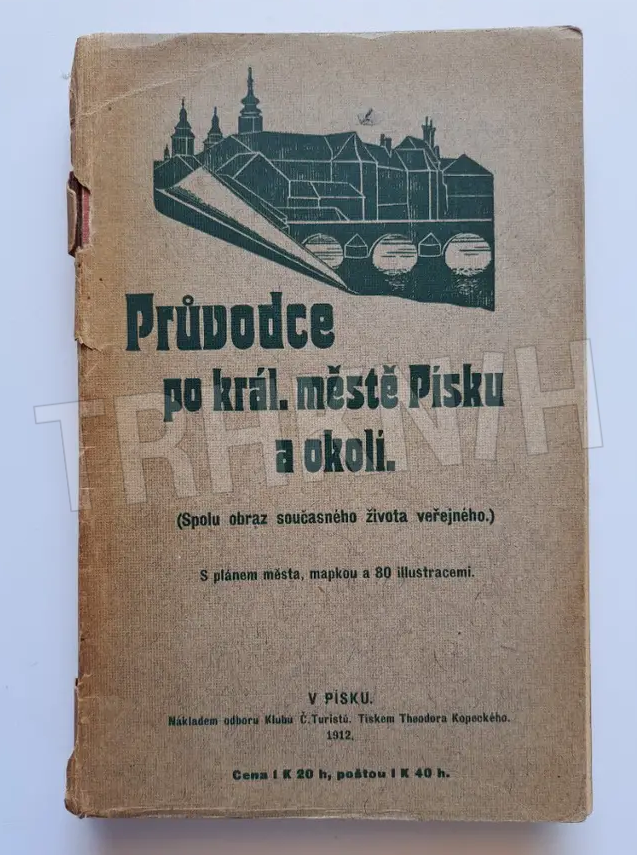 Průvodce
po král. městě Písku
a okolí.
(Spolu obraz současného života veřejného.)
S plánem města, mapkou a 80 illustracemi.
V PÍSKU.
Nákladem odboru Klubu Č. Turistů. Tiskem Theodora Kopeckého.
1912.
Cena 1 K 20 h, poštou 1 K 40 h.
TRHKNIH